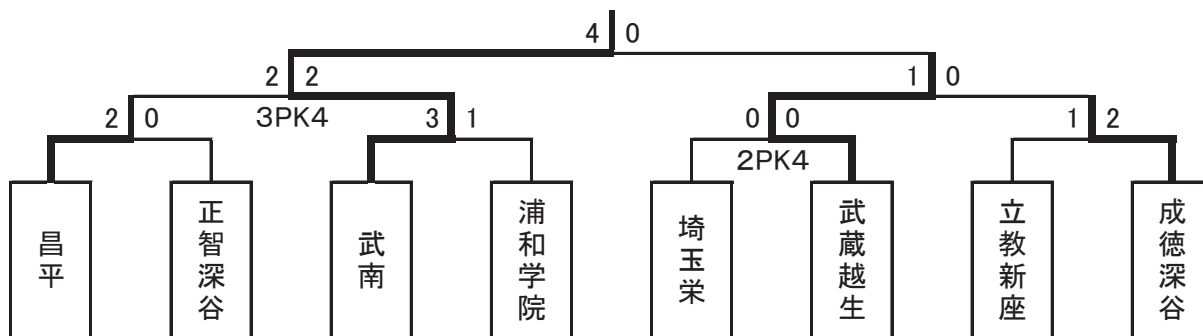 4 0
2 2
1 0
2 0
3PK4
3 1
0 0
2PK4
1 2
昌平
正智深谷
武南
浦和学院
埼玉栄
武蔵越生
立教新座
成徳深谷